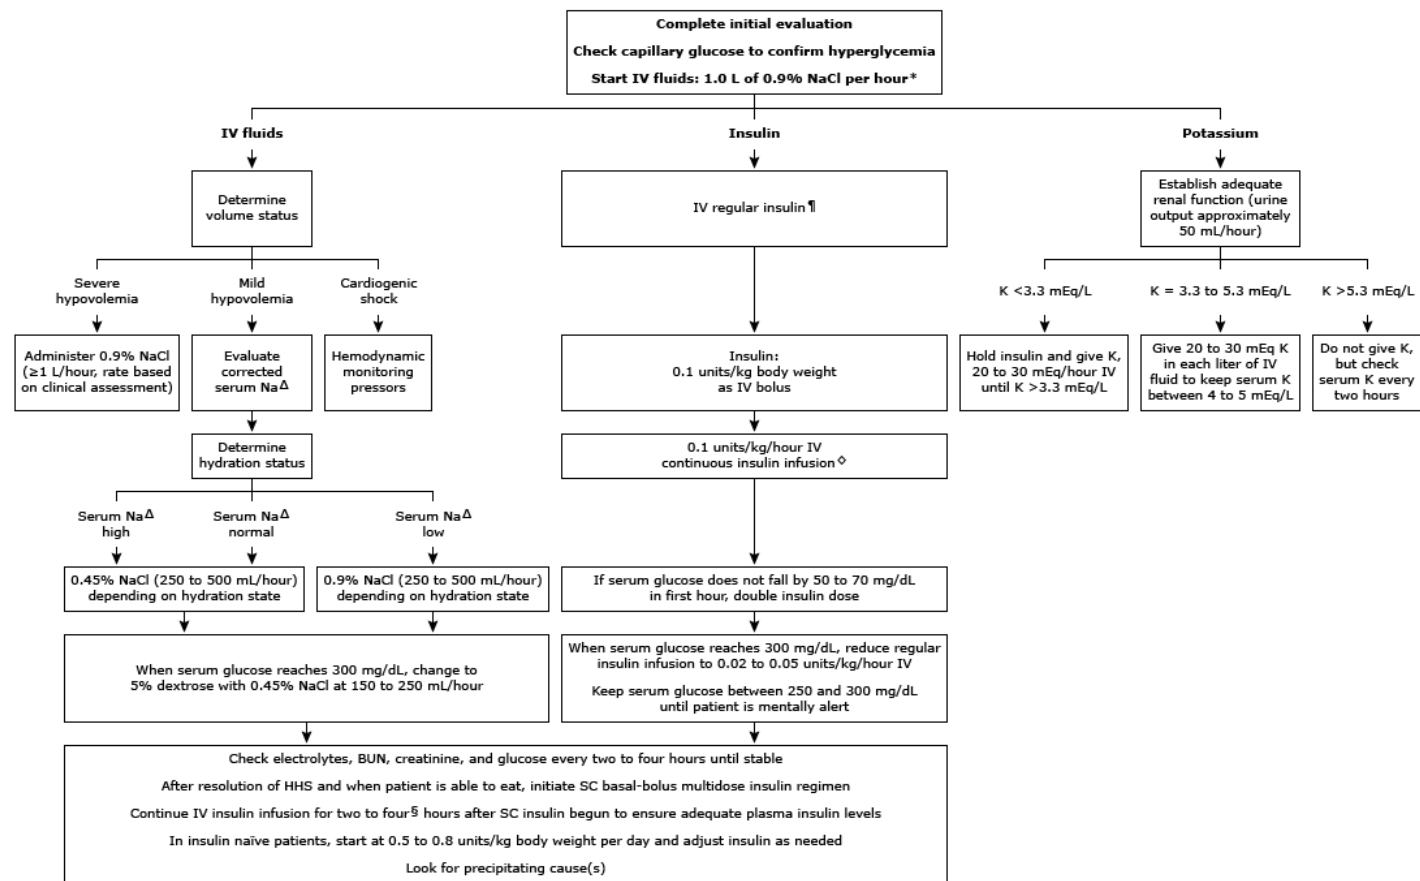 Complete initial evaluation
Check capillary glucose to confirm hyperglycemia
Start IV fluids: 1.0 L of 0.9% NaCl per hour*
IV fluids
Insulin
Potassium
Determine
volume status
IV regular insulin¶
Establish adequate
renal function (urine
output approximately
50 mL/hour)
Severe
hypovolemia
Mild
hypovolemia
Cardiogenic
shock
K <3.3 mEq/L
K = 3.3 to 5.3 mEq/L
K >5.3 mEq/L
Administer 0.9% NaCl
(≥1 L/hour, rate based
on clinical assessment)
Evaluate
corrected
serum NaΔ
Hemodynamic
monitoring
pressors
Insulin:
0.1 units/kg body weight
as IV bolus
Hold insulin and give K,
20 to 30 mEq/hour IV
until K >3.3 mEq/L
Give 20 to 30 mEq K
in each liter of IV
fluid to keep serum K
between 4 to 5 mEq/L
Do not give K,
but check
serum K every
two hours
Determine
hydration status
0.1 units/kg/hour IV
continuous insulin infusion◇
Serum NaΔ
high
Serum NaΔ
normal
Serum NaΔ
low
0.45% NaCl (250 to 500 mL/hour)
depending on hydration state
0.9% NaCl (250 to 500 mL/hour)
depending on hydration state
If serum glucose does not fall by 50 to 70 mg/dL
in first hour, double insulin dose
When serum glucose reaches 300 mg/dL, change to
5% dextrose with 0.45% NaCl at 150 to 250 mL/hour
When serum glucose reaches 300 mg/dL, reduce regular
insulin infusion to 0.02 to 0.05 units/kg/hour IV
Keep serum glucose between 250 and 300 mg/dL
until patient is mentally alert
Check electrolytes, BUN, creatinine, and glucose every two to four hours until stable
After resolution of HHS and when patient is able to eat, initiate SC basal-bolus multidose insulin regimen
Continue IV insulin infusion for two to four§ hours after SC insulin begun to ensure adequate plasma insulin levels
In insulin naïve patients, start at 0.5 to 0.8 units/kg body weight per day and adjust insulin as needed
Look for precipitating cause(s)